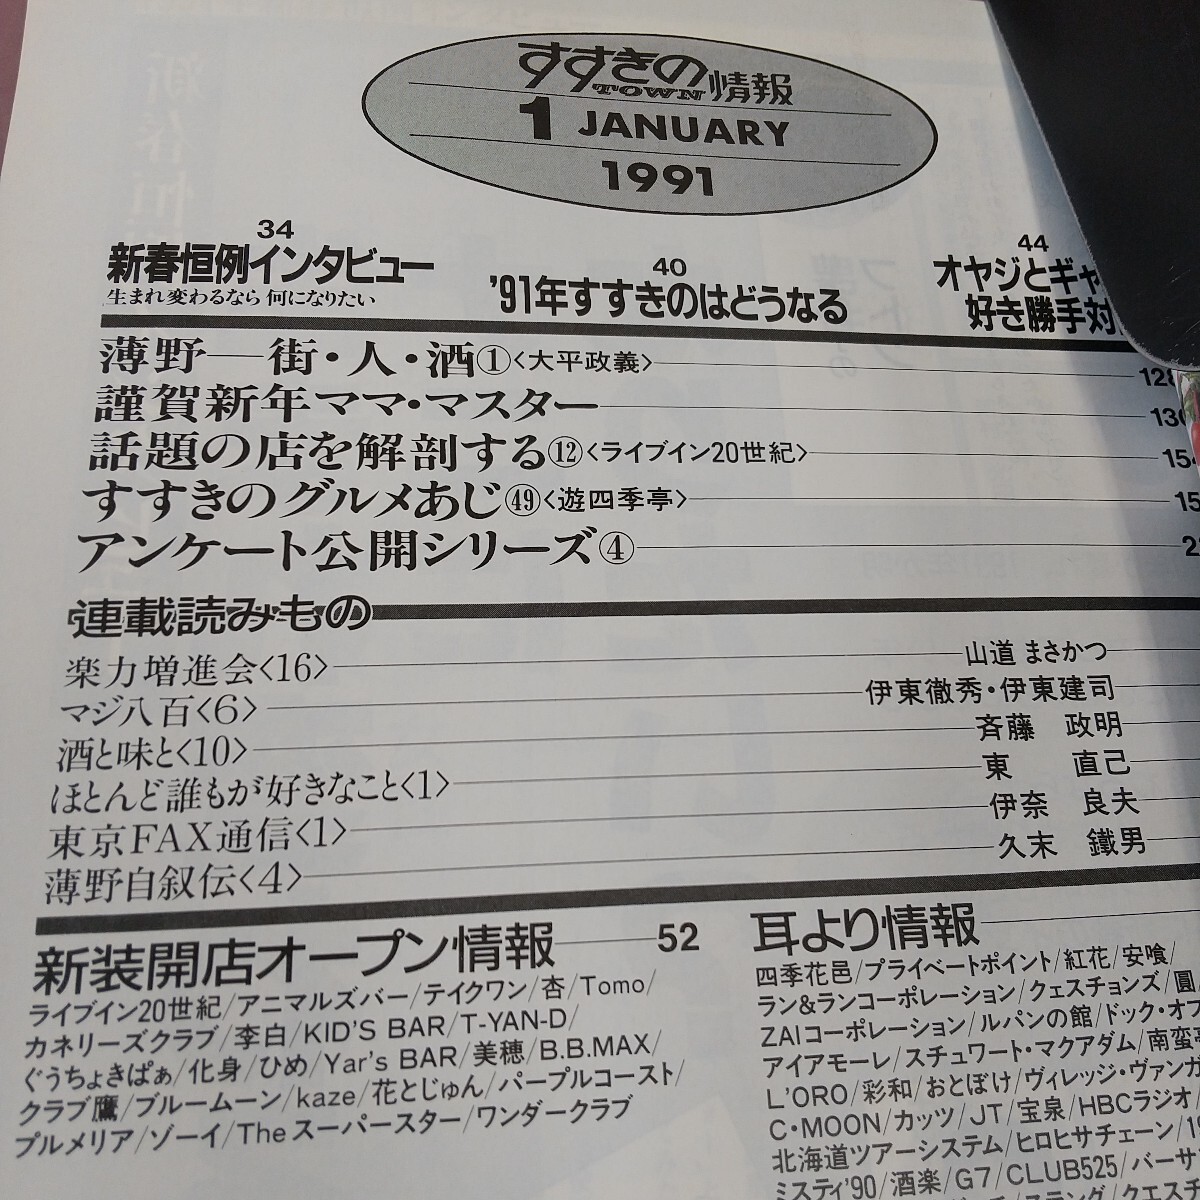 すすきのTOWN情報
1 JANUARY
1991
34
新春恒例インタビュー
生まれ変わるなら 何になりたい
40
'91年すすきのはどうなる
44
オヤジとギャ
好き勝手対
薄野―街・人・酒①〈大平政義〉 128
謹賀新年ママ・マスター 130
話題の店を解剖する⑫〈ライブイン20世紀〉 154
すすきのグルメあじ㊾〈遊四季亭〉 15
アンケート公開シリーズ④ 2
連載読みもの
楽力増進会〈16〉 山道 まさかつ
マジ八百〈6〉 伊東徹秀・伊東建司
酒と味と〈10〉 斉藤 政明
ほとんど誰もが好きなこと〈1〉 東 直己
東京FAX通信〈1〉 伊奈 良夫
薄野自叙伝〈4〉 久末 鐵男
新装開店オープン情報 52
ライブイン20世紀/アニマルズバー/テイクワン/杏/Tomo/
カネリーズクラブ/李白/KID'S BAR/T-YAN-D/
ぐうちょきぱぁ/化身/ひめ/Yar's BAR/美穂/B.B.MAX/
クラブ鷹/ブルームーン/kaze/花とじゅん/パープルコースト/
プルメリア/ゾーイ/Theスーパースター/ワンダークラブ
耳より情報
四季花邑/プライベートポイント/紅花/安喰/
ラン&ランコーポレーション/クェスチョンズ/圓
ZAIコーポレーション/ルパンの館/ドック・オブ
アイアモーレ/スチュワート・マクアダム/南蛮亭
L'ORO/彩和/おとぼけ/ヴィレッジ・ヴァンガ
C・MOON/カッツ/JT/宝泉/HBCラジオ/
北海道ツアーシステム/ヒロヒサチェーン/1
ミスティ'90/酒楽/G7/CLUB525/バーサ
スラング/クエスチ